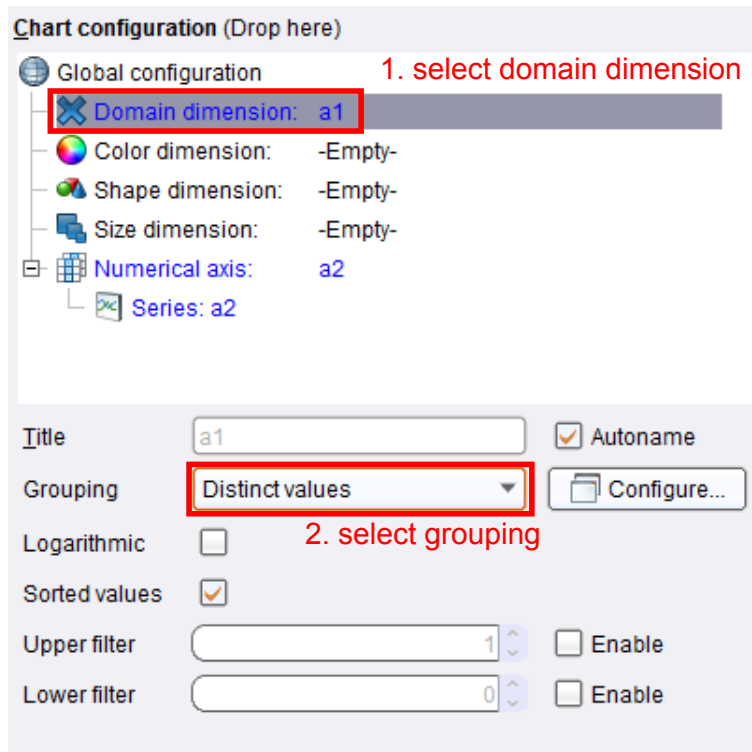 Chart configuration (Drop here)
Global configuration 1. select domain dimension
Domain dimension: a1
Color dimension: -Empty-
Shape dimension: -Empty-
Size dimension: -Empty-
Numerical axis: a2
Series: a2
Title a1 Autoname
Grouping Distinct values Configure...
2. select grouping
Logarithmic
Sorted values
Upper filter 1 Enable
Lower filter 0 Enable